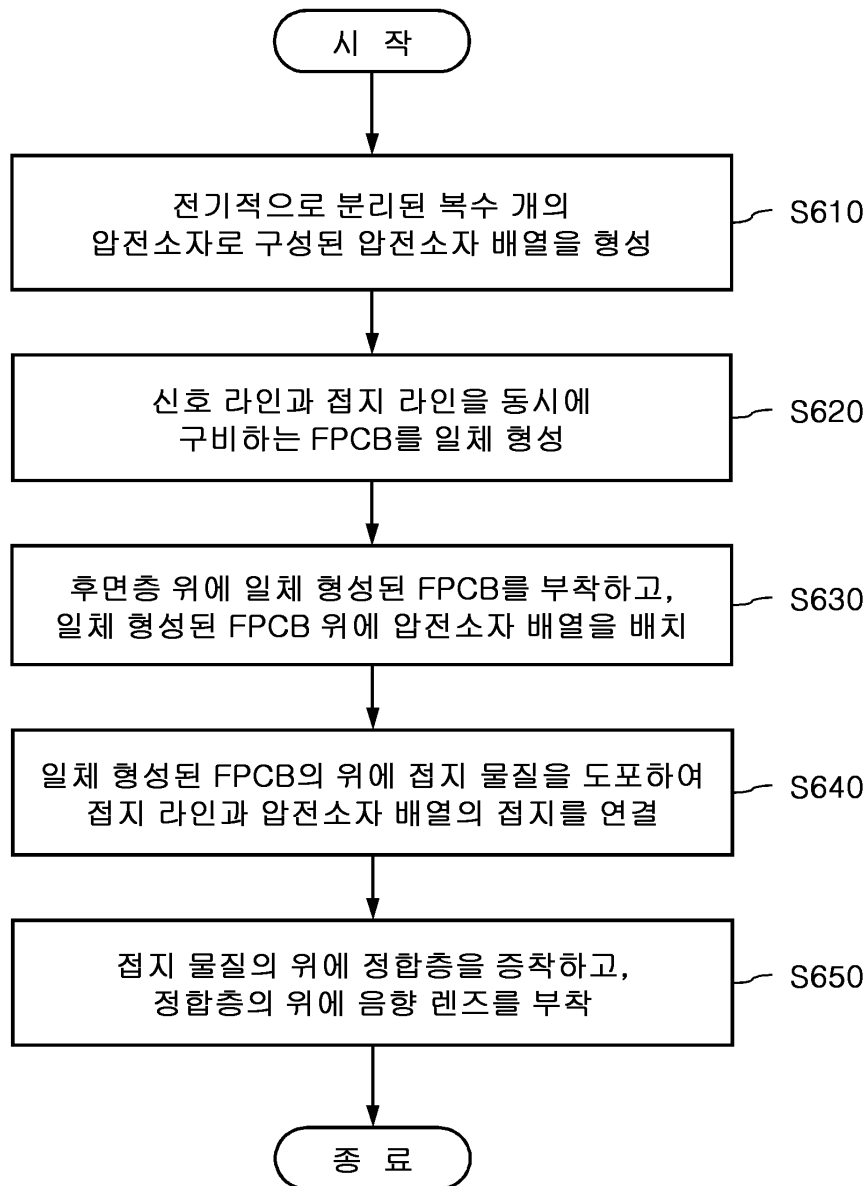 시 작
전기적으로 분리된 복수 개의
압전소자로 구성된 압전소자 배열을 형성
S610
신호 라인과 접지 라인을 동시에
구비하는 FPCB를 일체 형성
S620
후면층 위에 일체 형성된 FPCB를 부착하고,
일체 형성된 FPCB 위에 압전소자 배열을 배치
S630
일체 형성된 FPCB의 위에 접지 물질을 도포하여
접지 라인과 압전소자 배열의 접지를 연결
S640
접지 물질의 위에 정합층을 증착하고,
정합층의 위에 음향 렌즈를 부착
S650
종 료